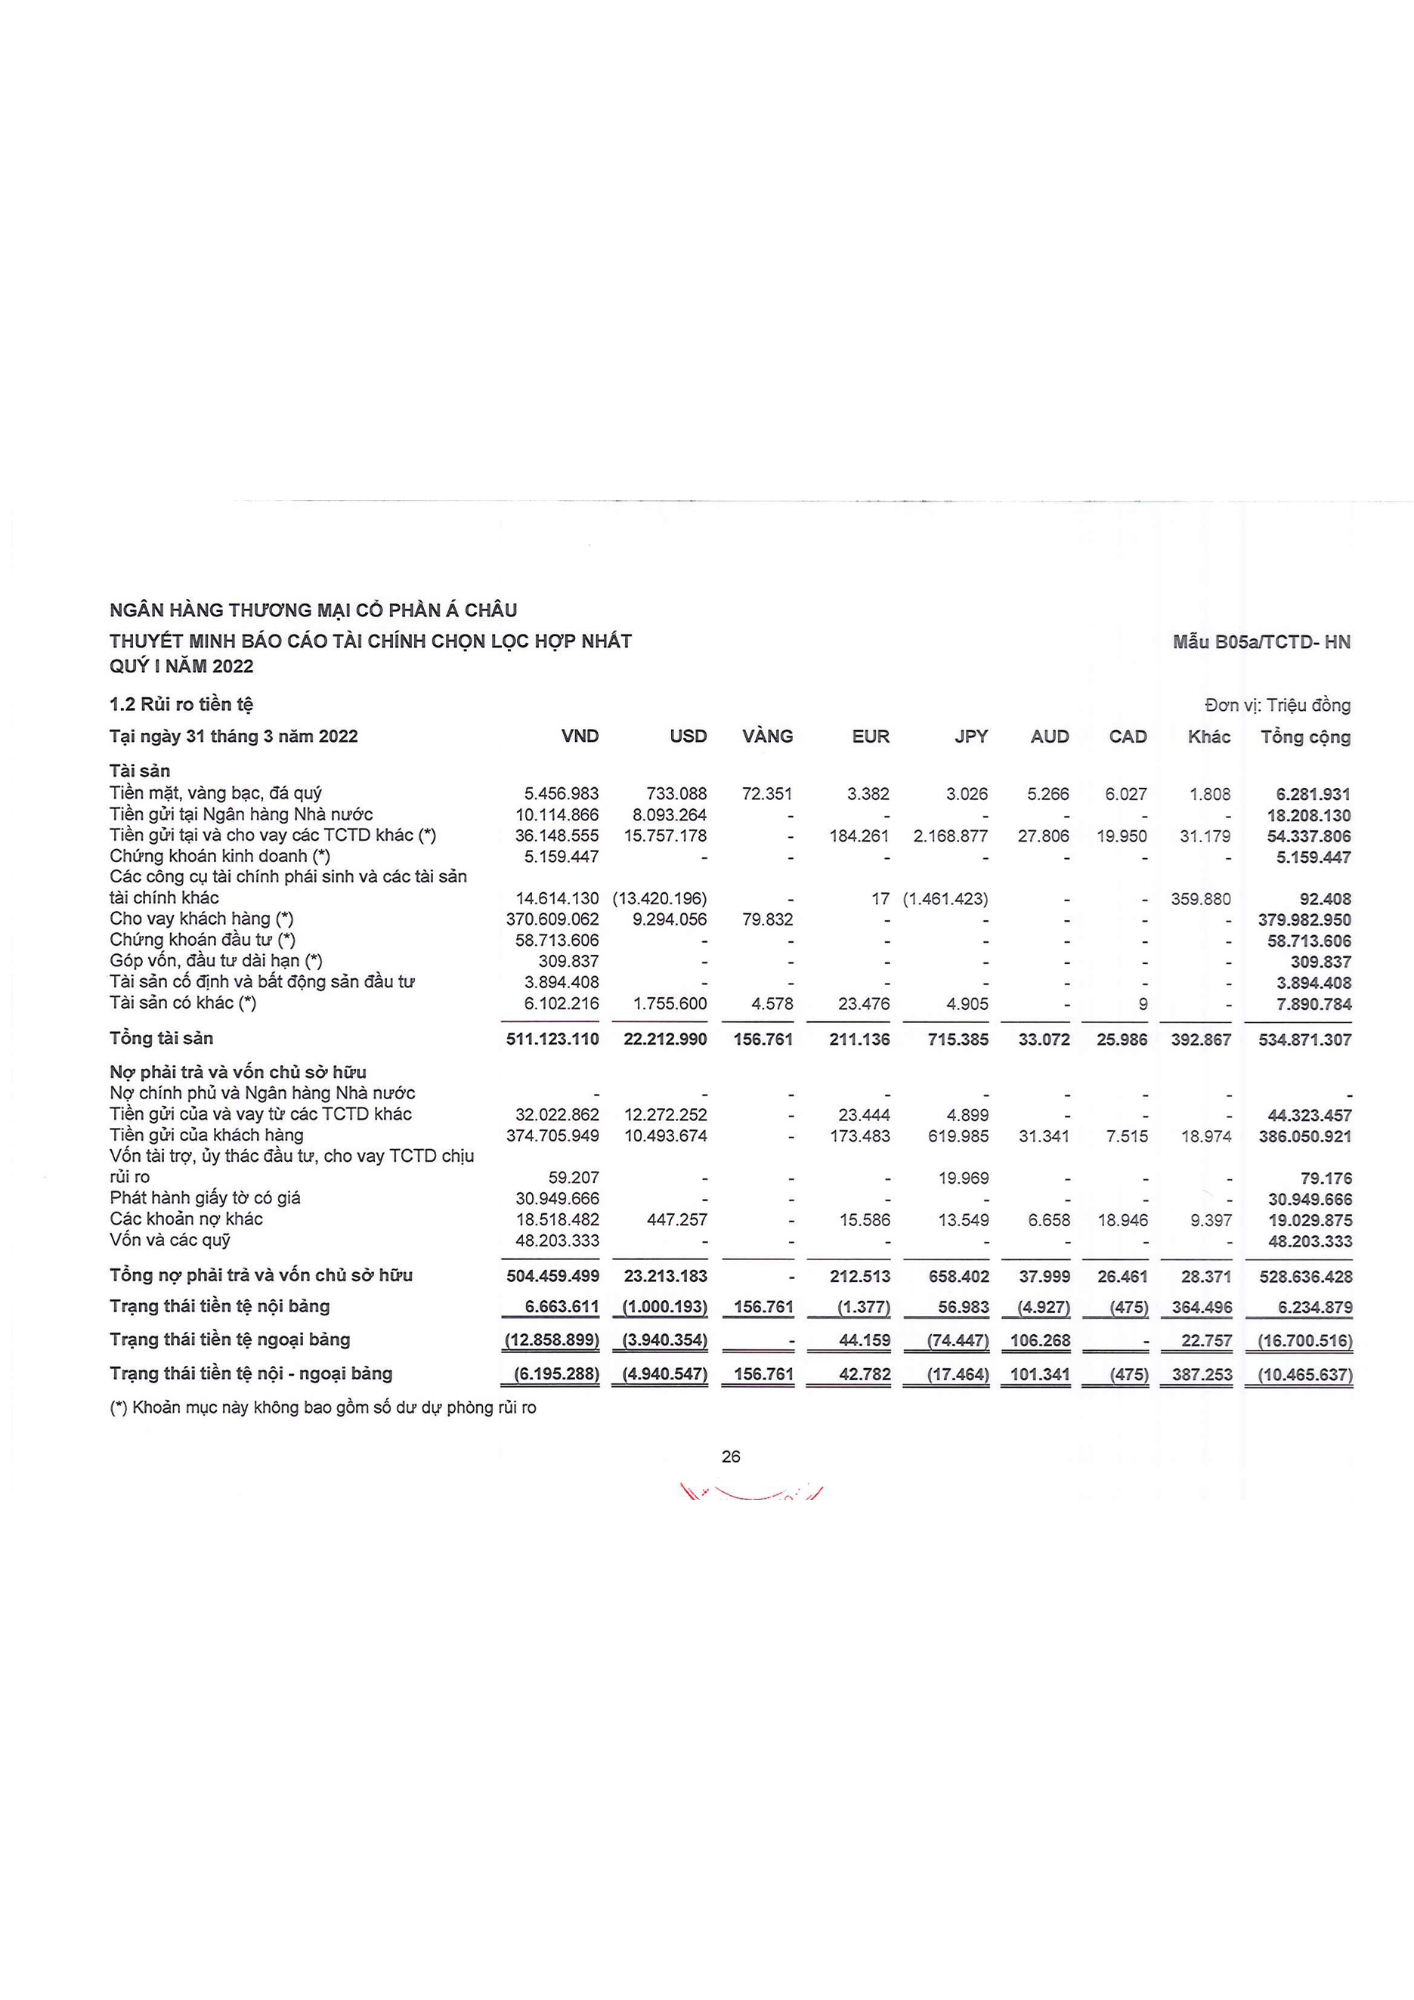 NGÂN HÀNG THƯƠNG MẠI CỔ PHẦN Á CHÂU
THUYẾT MINH BÁO CÁO TÀI CHÍNH CHỌN LỌC HỢP NHẤT Mẫu B05a/TCTD- HN
QUÝ I NĂM 2022
1.2 Rủi ro tiền tệ Đơn vị: Triệu đồng
Tại ngày 31 tháng 3 năm 2022 VND USD VÀNG EUR JPY AUD CAD Khác Tổng cộng
Tài sản
Tiền mặt, vàng bạc, đá quý 5.456.983 733.088 72.351 3.382 3.026 5.266 6.027 1.808 6.281.931
Tiền gửi tại Ngân hàng Nhà nước 10.114.866 8.093.264 - - - - - - 18.208.130
Tiền gửi tại và cho vay các TCTD khác (*) 36.148.555 15.757.178 - 184.261 2.168.877 27.806 19.950 31.179 54.337.806
Chứng khoán kinh doanh (*) 5.159.447 - - - - - - - 5.159.447
Các công cụ tài chính phái sinh và các tài sản
tài chính khác 14.614.130 (13.420.196) - 17 (1.461.423) - - 359.880 92.408
Cho vay khách hàng (*) 370.609.062 9.294.056 79.832 - - - - - 379.982.950
Chứng khoán đầu tư (*) 58.713.606 - - - - - - - 58.713.606
Góp vốn, đầu tư dài hạn (*) 309.837 - - - - - - - 309.837
Tài sản cố định và bất động sản đầu tư 3.894.408 - - - - - - - 3.894.408
Tài sản có khác (*) 6.102.216 1.755.600 4.578 23.476 4.905 - 9 - 7.890.784
Tổng tài sản 511.123.110 22.212.990 156.761 211.136 715.385 33.072 25.986 392.867 534.871.307
Nợ phải trả và vốn chủ sở hữu
Nợ chính phủ và Ngân hàng Nhà nước - - - - - - - - -
Tiền gửi của và vay từ các TCTD khác 32.022.862 12.272.252 - 23.444 4.899 - - - 44.323.457
Tiền gửi của khách hàng 374.705.949 10.493.674 - 173.483 619.985 31.341 7.515 18.974 386.050.921
Vốn tài trợ, ủy thác đầu tư, cho vay TCTD chịu
rủi ro 59.207 - - - 19.969 - - - 79.176
Phát hành giấy tờ có giá 30.949.666 - - - - - - - 30.949.666
Các khoản nợ khác 18.518.482 447.257 - 15.586 13.549 6.658 18.946 9.397 19.029.875
Vốn và các quỹ 48.203.333 - - - - - - - 48.203.333
Tổng nợ phải trả và vốn chủ sở hữu 504.459.499 23.213.183 - 212.513 658.402 37.999 26.461 28.371 528.636.428
Trạng thái tiền tệ nội bảng 6.663.611 (1.000.193) 156.761 (1.377) 56.983 (4.927) (475) 364.496 6.234.879
Trạng thái tiền tệ ngoại bảng (12.858.899) (3.940.354) - 44.159 (74.447) 106.268 - 22.757 (16.700.516)
Trạng thái tiền tệ nội - ngoại bảng (6.195.288) (4.940.547) 156.761 42.782 (17.464) 101.341 (475) 387.253 (10.465.637)
(*) Khoản mục này không bao gồm số dư dự phòng rủi ro
26